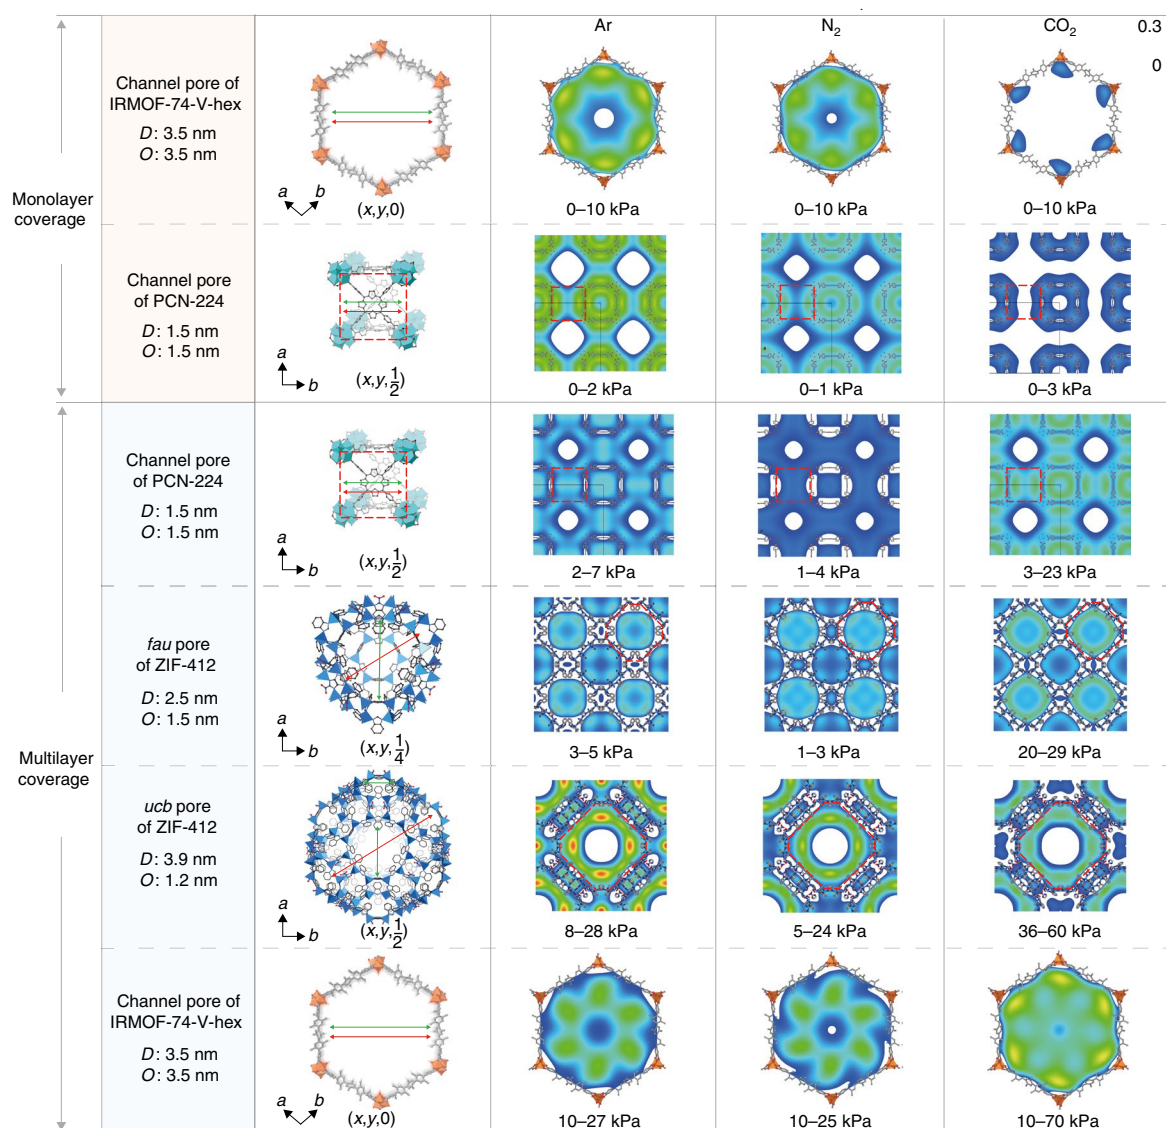 Ar
N₂
CO₂
0.3
0
Monolayer
coverage
Channel pore of
IRMOF-74-V-hex
D: 3.5 nm
O: 3.5 nm
a
b
(x,y,0)
0–10 kPa
0–10 kPa
0–10 kPa
Channel pore
of PCN-224
D: 1.5 nm
O: 1.5 nm
a
b
(x,y,1/2)
0–2 kPa
0–1 kPa
0–3 kPa
Multilayer
coverage
Channel pore
of PCN-224
D: 1.5 nm
O: 1.5 nm
a
b
(x,y,1/2)
2–7 kPa
1–4 kPa
3–23 kPa
fau pore
of ZIF-412
D: 2.5 nm
O: 1.5 nm
a
b
(x,y,1/4)
3–5 kPa
1–3 kPa
20–29 kPa
ucb pore
of ZIF-412
D: 3.9 nm
O: 1.2 nm
a
b
(x,y,1/2)
8–28 kPa
5–24 kPa
36–60 kPa
Channel pore of
IRMOF-74-V-hex
D: 3.5 nm
O: 3.5 nm
a
b
(x,y,0)
10–27 kPa
10–25 kPa
10–70 kPa